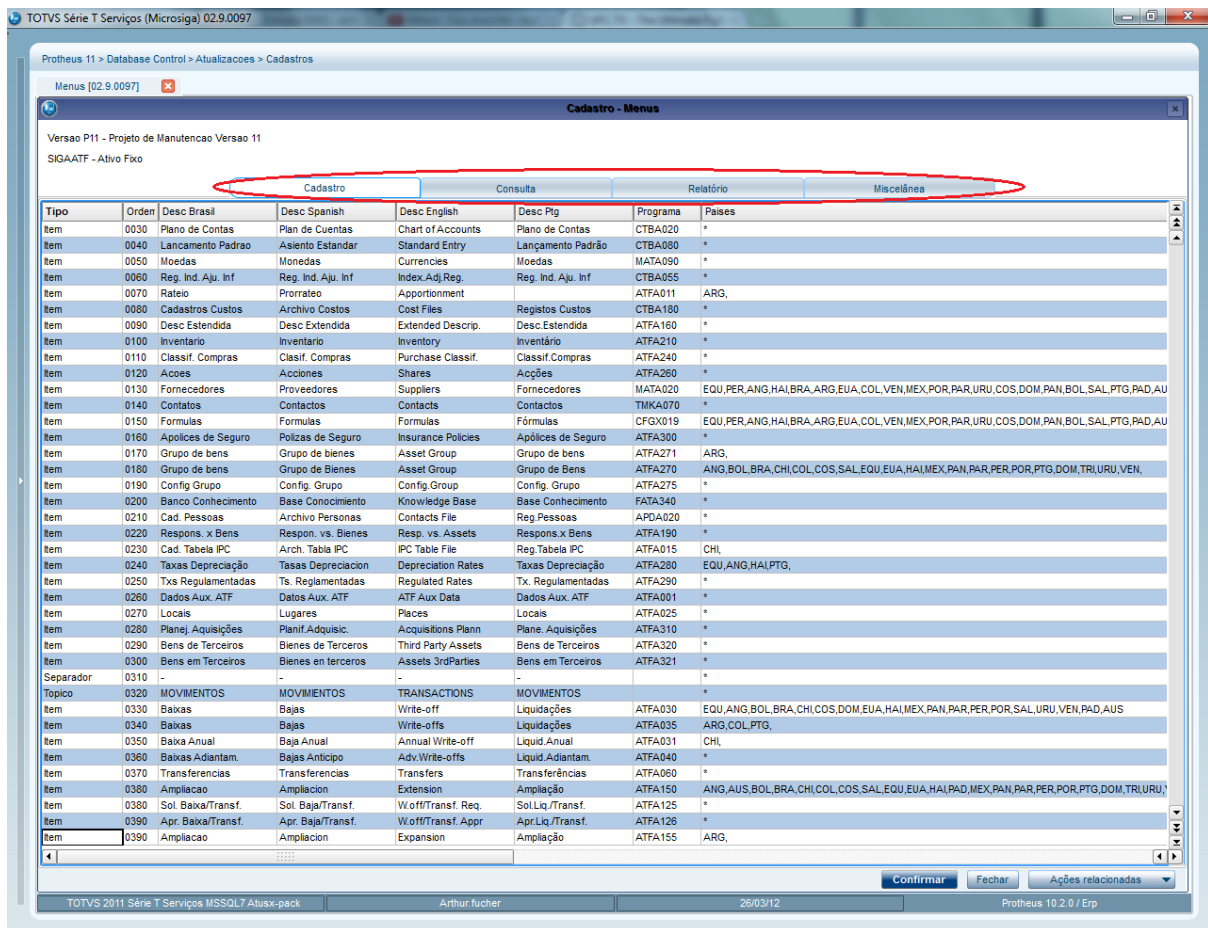 TOTVS Série T Serviços (Microsiga) 02.9.0097
Protheus 11 > Database Control > Atualizacoes > Cadastros
Menus [02.9.0097]
Cadastro - Menus
Versao P11 - Projeto de Manutencao Versao 11
SIGAATF - Ativo Fixo
Cadastro Consulta Relatório Miscelânea
Tipo Ordem Desc Brasil Desc Spanish Desc English Desc Ptg Programa Paises
Item 0030 Plano de Contas Plan de Cuentas Chart of Accounts Plano de Contas CTBA020 *
Item 0040 Lancamento Padrao Asiento Estandar Standard Entry Lançamento Padrão CTBA080 *
Item 0050 Moedas Monedas Currencies Moedas MATA090 *
Item 0060 Reg. Ind. Aju. Inf Reg. Ind. Aju. Inf Index.Adj.Reg. Reg. Ind. Aju. Inf CTBA055 *
Item 0070 Rateio Prorrateo Apportionment ATFA011 ARG,
Item 0080 Cadastros Custos Archivo Costos Cost Files Registos Custos CTBA180 *
Item 0090 Desc Estendida Desc Extendida Extended Descrip. Desc.Estendida ATFA160 *
Item 0100 Inventario Inventario Inventory Inventário ATFA210 *
Item 0110 Classif. Compras Clasif. Compras Purchase Classif. Classif.Compras ATFA240 *
Item 0120 Acoes Acciones Shares Acções ATFA260 *
Item 0130 Fornecedores Proveedores Suppliers Fornecedores MATA020 EQU,PER,ANG,HAI,BRA,ARG,EUA,COL,VEN,MEX,POR,PAR,URU,COS,DOM,PAN,BOL,SAL,PTG,PAD,AU
Item 0140 Contatos Contactos Contacts Contactos TMKA070 *
Item 0150 Formulas Formulas Formulas Fórmulas CFGX019 EQU,PER,ANG,HAI,BRA,ARG,EUA,COL,VEN,MEX,POR,PAR,URU,COS,DOM,PAN,BOL,SAL,PTG,PAD,AU
Item 0160 Apolices de Seguro Polizas de Seguro Insurance Policies Apólices de Seguro ATFA300 *
Item 0170 Grupo de bens Grupo de bienes Asset Group Grupo de bens ATFA271 ARG,
Item 0180 Grupo de bens Grupo de Bienes Asset Group Grupo de Bens ATFA270 ANG,BOL,BRA,CHI,COL,COS,SAL,EQU,EUA,HAI,MEX,PAN,PAR,PER,POR,PTG,DOM,TRI,URU,VEN,
Item 0190 Config Grupo Config. Grupo Config.Group Config. Grupo ATFA275 *
Item 0200 Banco Conhecimento Base Conocimiento Knowledge Base Base Conhecimento FATA340 *
Item 0210 Cad. Pessoas Archivo Personas Contacts File Reg.Pessoas APDA020 *
Item 0220 Respons. x Bens Respon. vs. Bienes Resp. vs. Assets Respons.x Bens ATFA190 *
Item 0230 Cad. Tabela IPC Arch. Tabla IPC IPC Table File Reg.Tabela IPC ATFA015 CHI,
Item 0240 Taxas Depreciação Tasas Depreciacion Depreciation Rates Taxas Depreciação ATFA280 EQU,ANG,HAI,PTG,
Item 0250 Txs Regulamentadas Ts. Reglamentadas Regulated Rates Tx. Regulamentadas ATFA290 *
Item 0260 Dados Aux. ATF Datos Aux. ATF ATF Aux Data Dados Aux. ATF ATFA001 *
Item 0270 Locais Lugares Places Locais ATFA025 *
Item 0280 Planej. Aquisições Planif.Adquisic. Acquisitions Plann Plane. Aquisições ATFA310 *
Item 0290 Bens de Terceiros Bienes de Terceros Third Party Assets Bens de Terceiros ATFA320 *
Item 0300 Bens em Terceiros Bienes en terceros Assets 3rdParties Bens em Terceiros ATFA321 *
Separador 0310 - - - - *
Topico 0320 MOVIMENTOS MOVIMIENTOS TRANSACTIONS MOVIMENTOS *
Item 0330 Baixas Bajas Write-off Liquidações ATFA030 EQU,ANG,BOL,BRA,CHI,COS,DOM,EUA,HAI,MEX,PAN,PAR,PER,POR,SAL,URU,VEN,PAD,AUS
Item 0340 Baixas Bajas Write-offs Liquidações ATFA035 ARG,COL,PTG,
Item 0350 Baixa Anual Baja Anual Annual Write-off Liquid.Anual ATFA031 CHI,
Item 0360 Baixas Adiantam. Bajas Anticipo Adv.Write-offs Liquid.Adiantam. ATFA040 *
Item 0370 Transferencias Transferencias Transfers Transferências ATFA060 *
Item 0380 Ampliacao Ampliacion Extension Ampliação ATFA150 ANG,AUS,BOL,BRA,CHI,COL,COS,SAL,EQU,EUA,HAI,PAD,MEX,PAN,PAR,PER,POR,PTG,DOM,TRI,URU,
Item 0380 Sol. Baixa/Transf. Sol. Baja/Transf. W.off/Transf. Req. Sol.Liq./Transf. ATFA125 *
Item 0390 Apr. Baixa/Transf. Apr. Baja/Transf. W.off/Transf. Appr Apr.Liq./Transf. ATFA126 *
Item 0390 Ampliacao Ampliacion Expansion Ampliação ATFA155 ARG,
Confirmar Fechar Ações relacionadas
TOTVS 2011 Série T Serviços MSSQL7 Atusx-pack Arthur.fucher 26/03/12 Protheus 10.2.0 / Erp